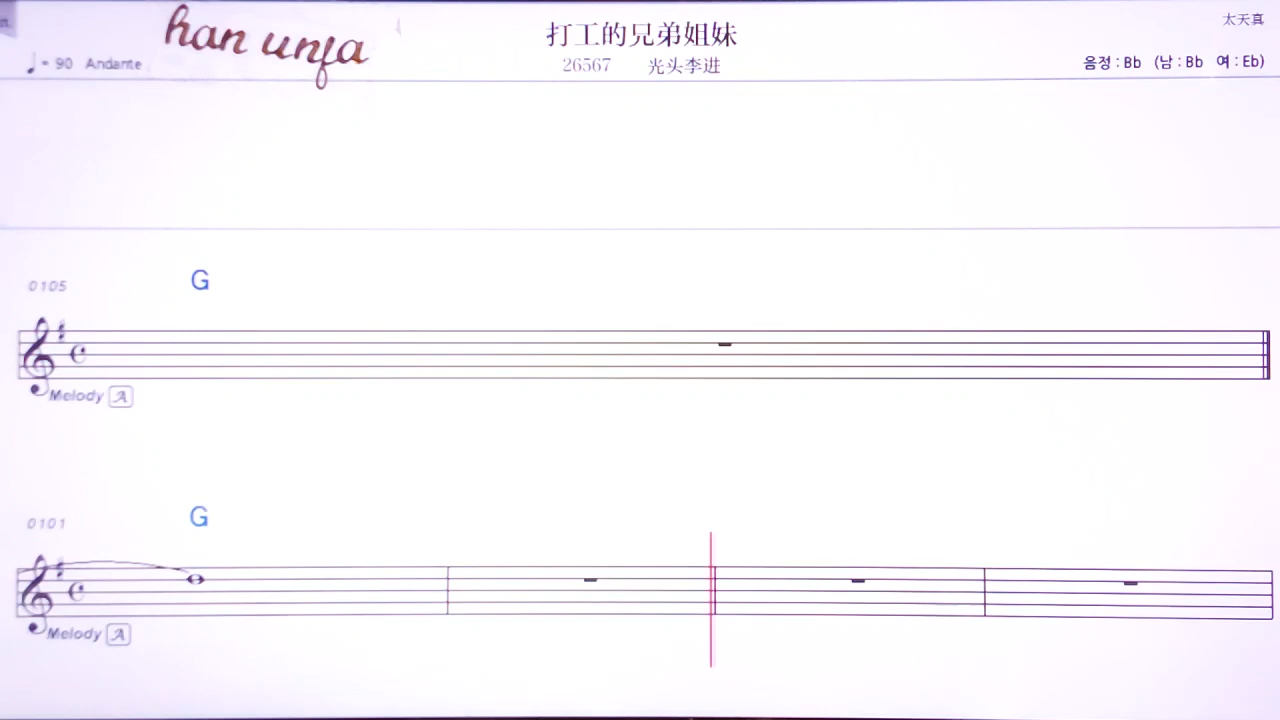 han unfa
打工的兄弟姐妹
太天真
♩= 90 Andante
26567 光头李进
음정 : Bb (남 : Bb 여 : Eb)
0105
G
Melody A
0101
G
Melody A